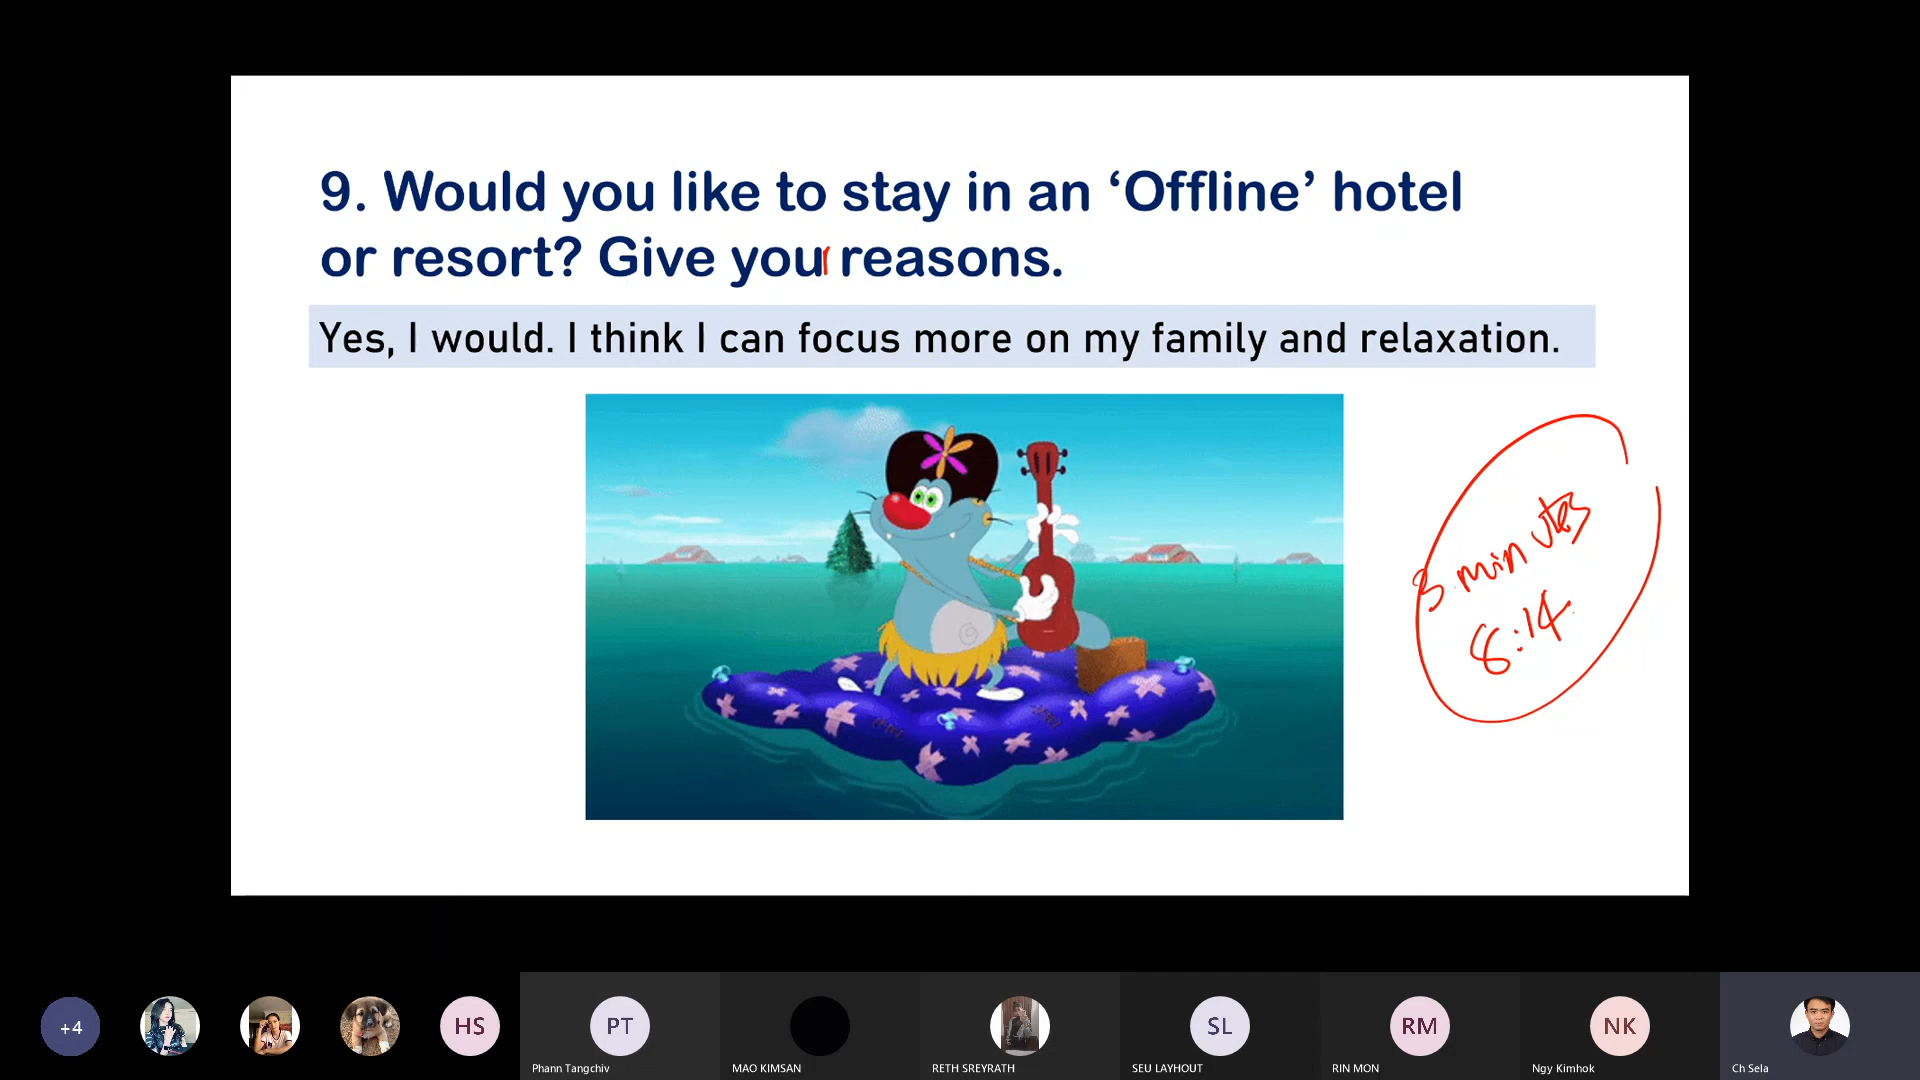 9. Would you like to stay in an ‘Offline’ hotel
or resort? Give your reasons.
Yes, I would. I think I can focus more on my family and relaxation.
3 minutes
8:14
+4
HS
PT
SL
RM
NK
Phann Tangchiv
MAO KIMSAN
RETH SREYRATH
SEU LAYHOUT
RIN MON
Ngy Kimhok
Ch Sela